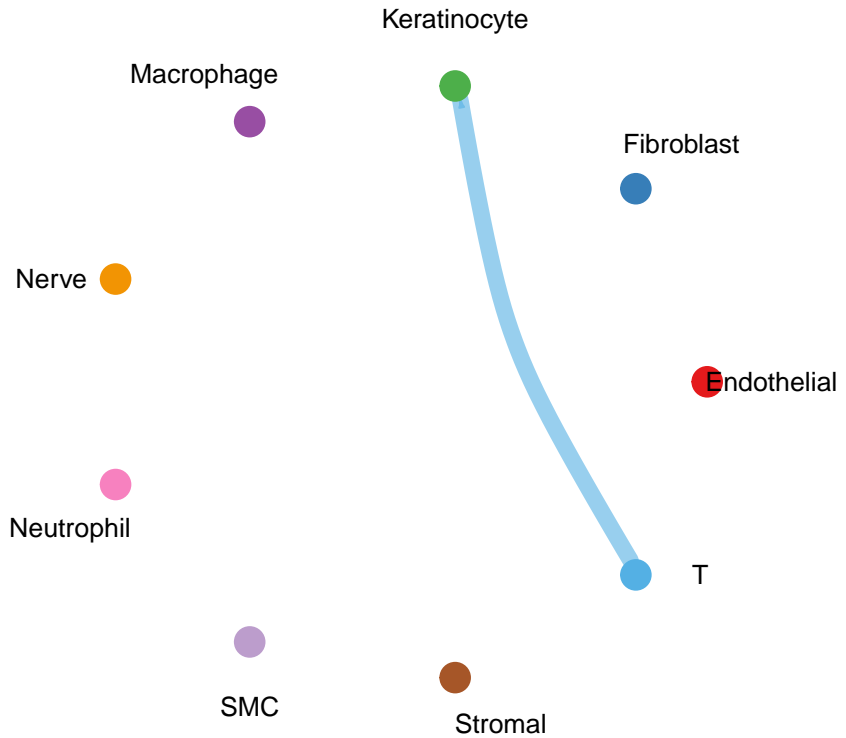 Keratinocyte
Macrophage
Fibroblast
Nerve
Endothelial
Neutrophil
T
SMC
Stromal